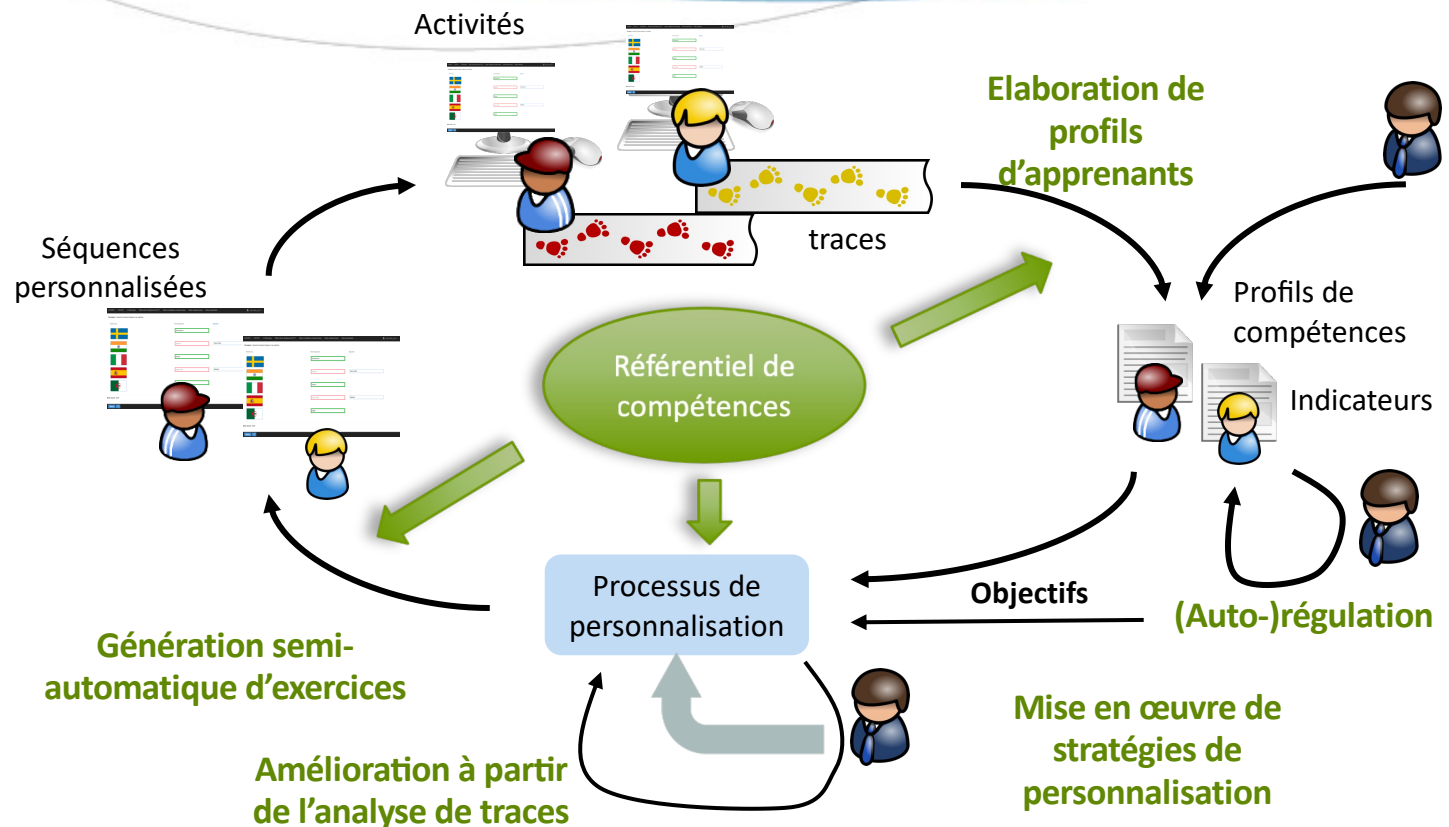 Activités
Elaboration de
profils
d’apprenants
traces
Séquences
personnalisées
Profils de
compétences
Référentiel de
compétences
Indicateurs
Processus de
personnalisation
Objectifs
(Auto-)régulation
Génération semi-
automatique d’exercices
Mise en œuvre de
stratégies de
personnalisation
Amélioration à partir
de l’analyse de traces